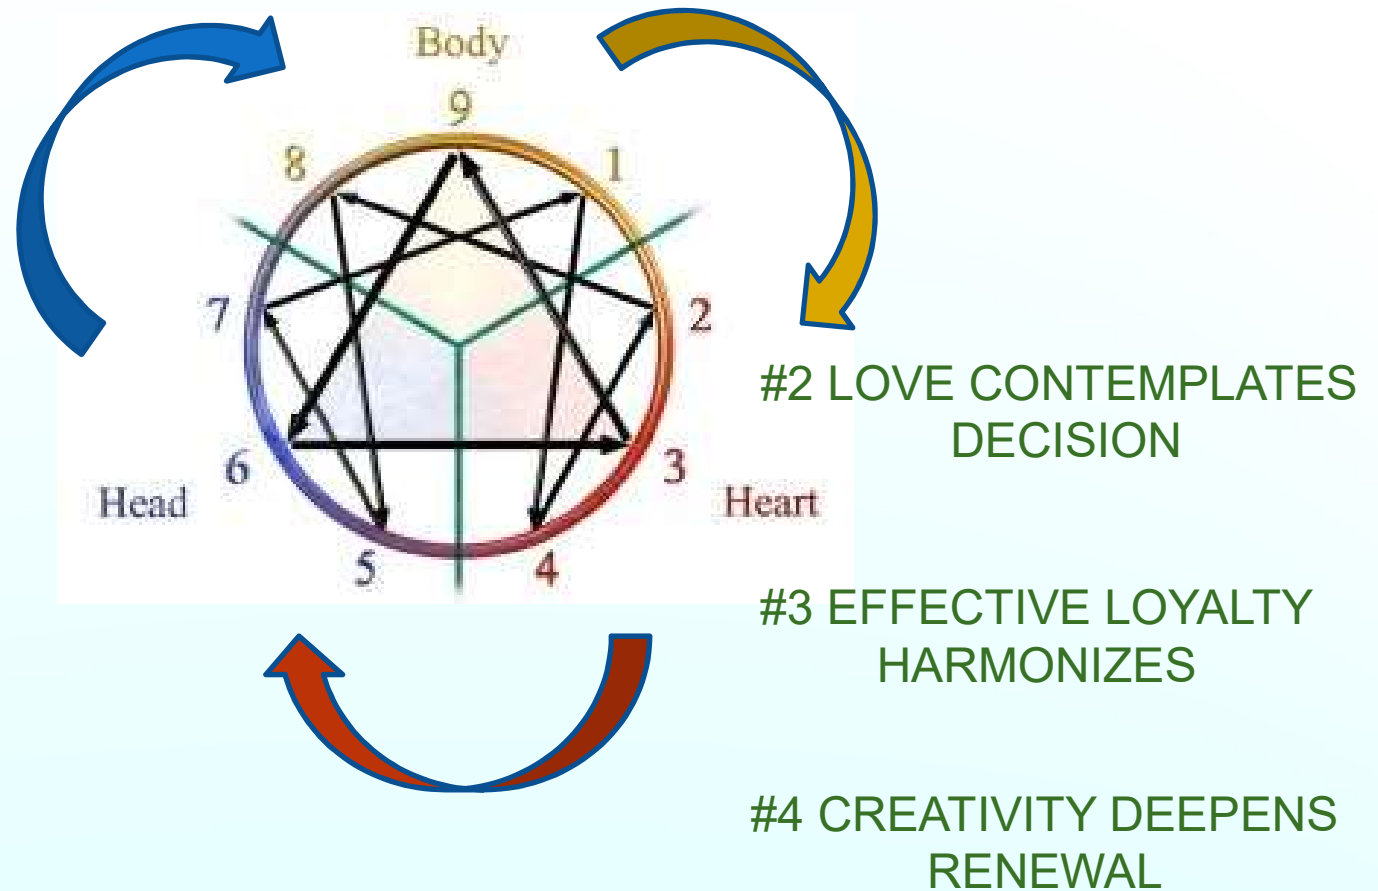 Body
9
8
1
7
2
6
3
Head
Heart
5
4
#2 LOVE CONTEMPLATES
DECISION
#3 EFFECTIVE LOYALTY
HARMONIZES
#4 CREATIVITY DEEPENS
RENEWAL